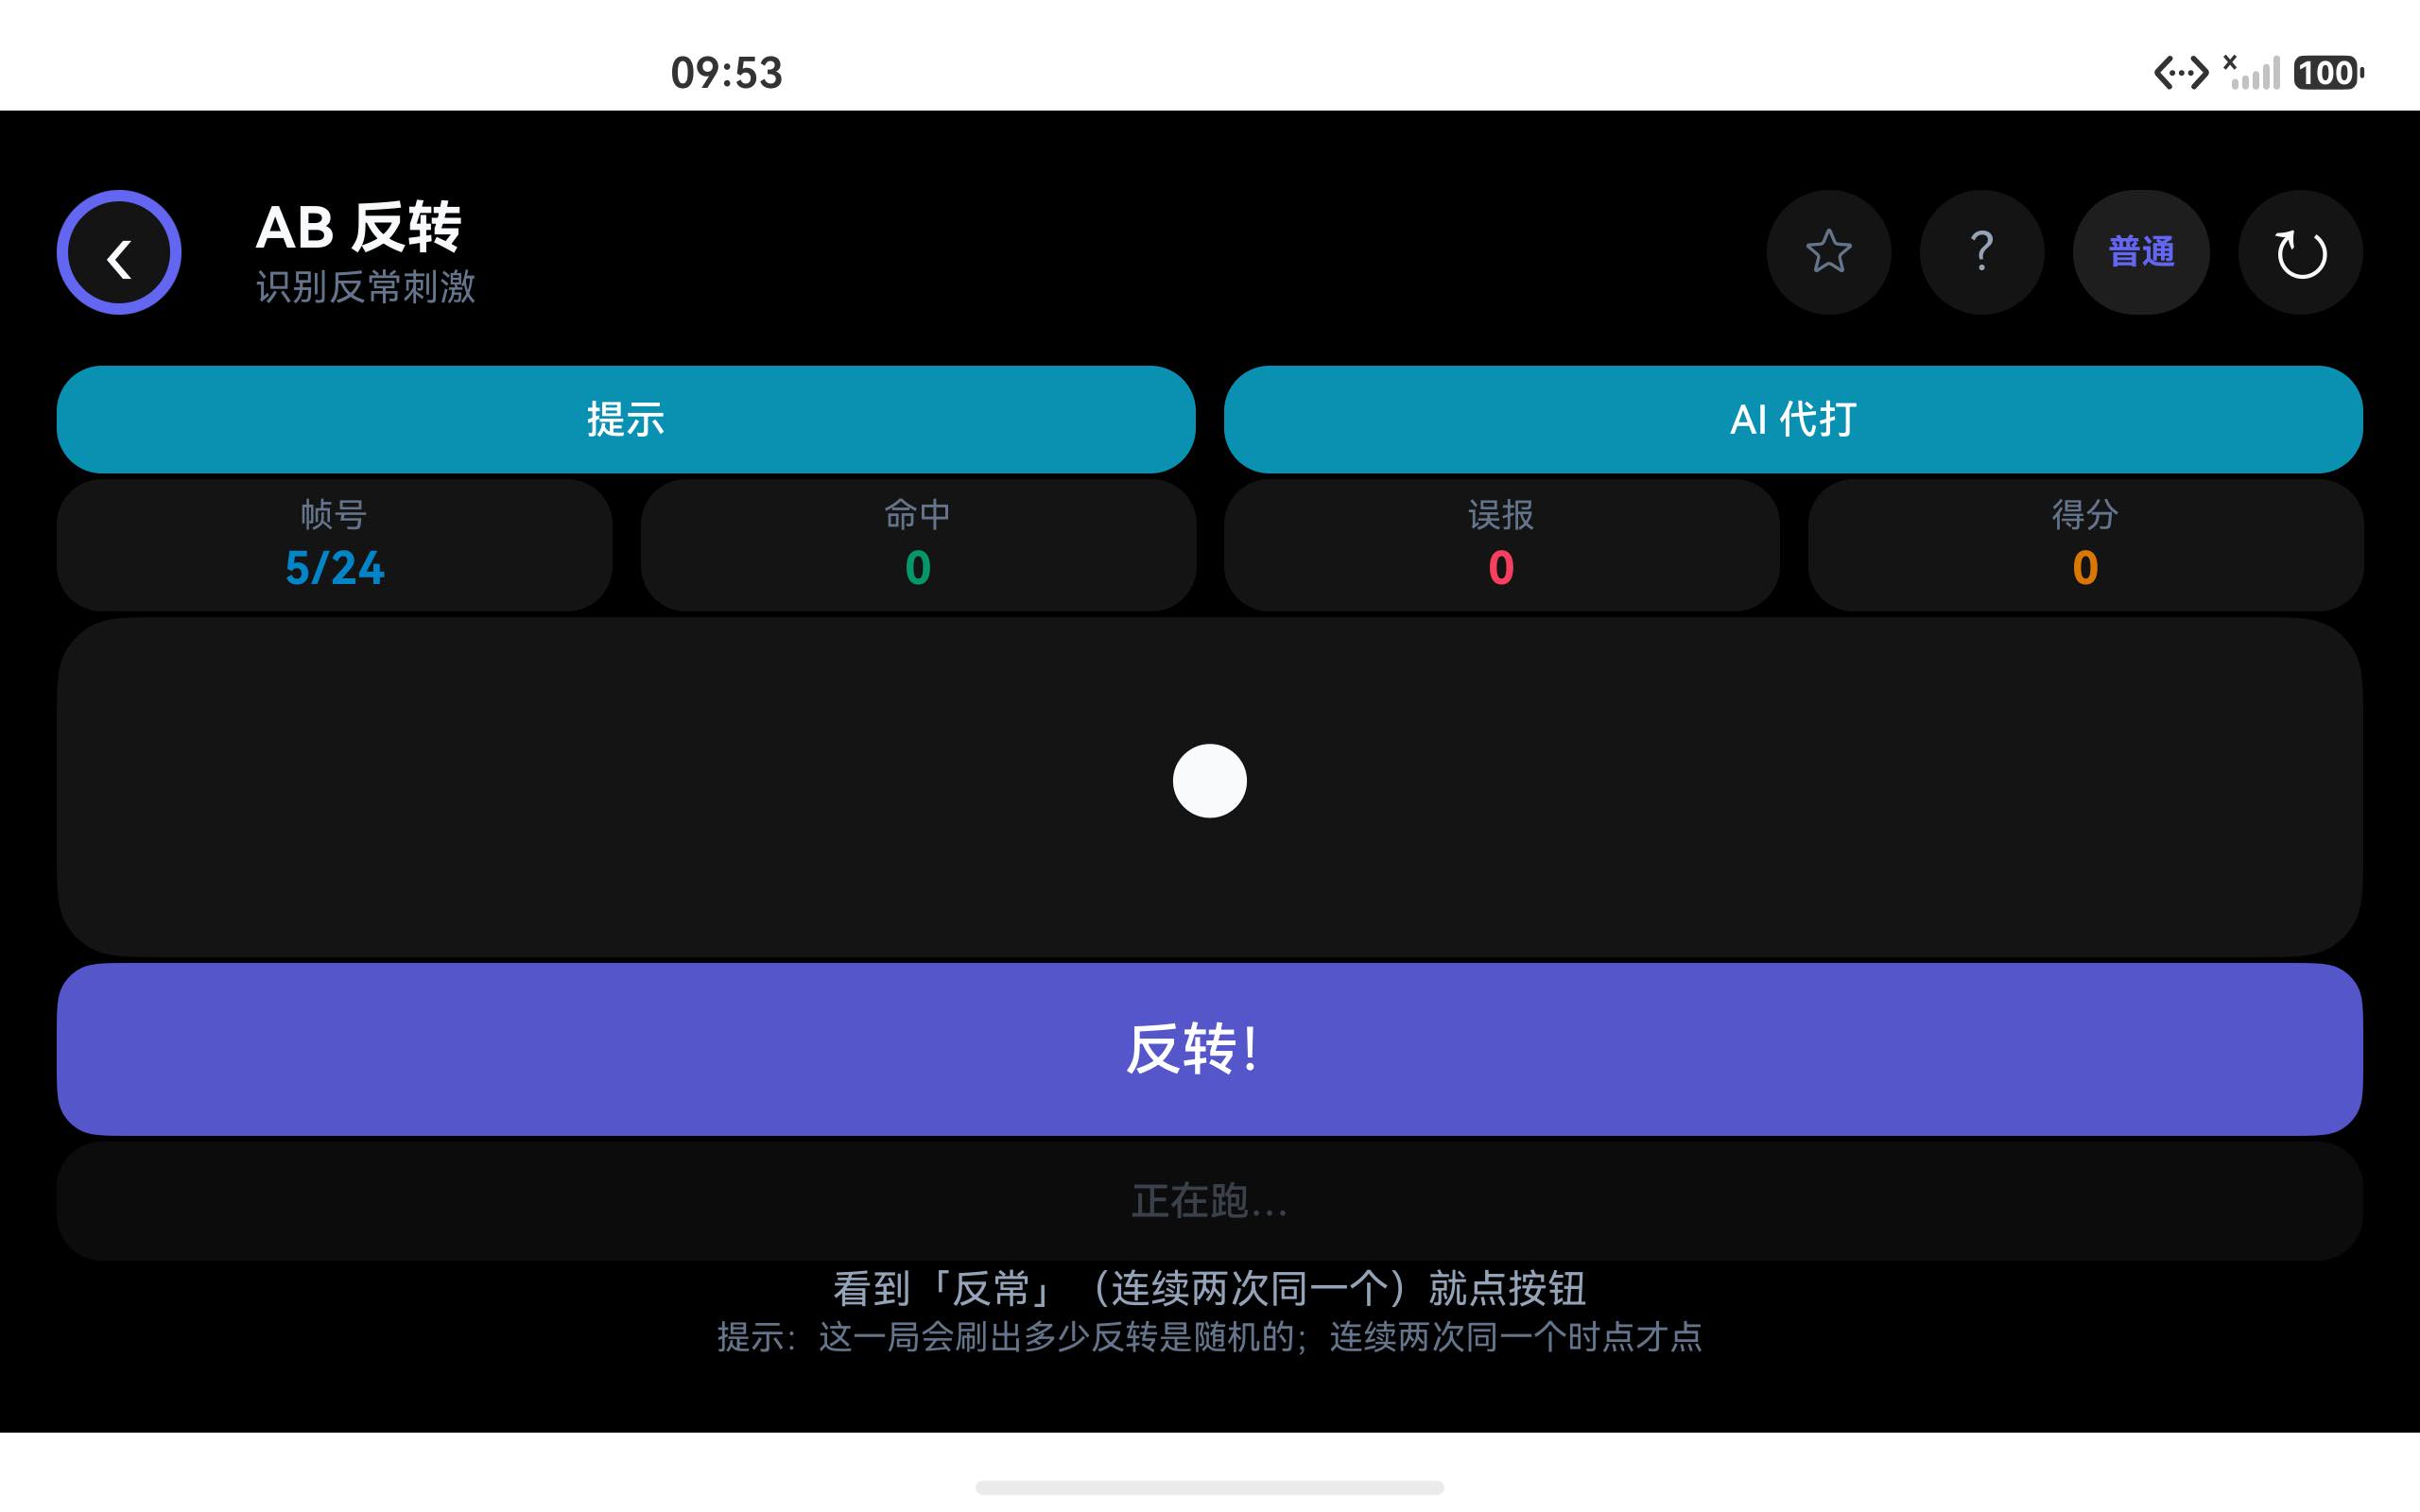 09:53
100
AB 反转
识别反常刺激
?
普通
提示
AI 代打
帧号
命中
误报
得分
5/24
0
0
0
反转！
正在跑…
看到「反常」（连续两次同一个）就点按钮
提示：这一局会刷出多少反转是随机的；连续两次同一个时点才点